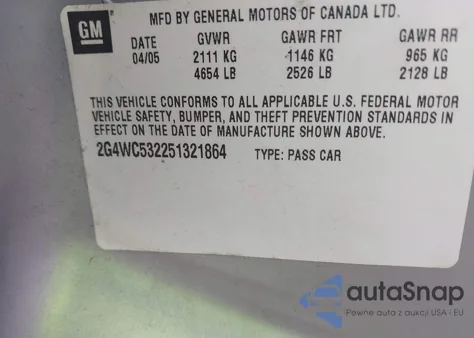 MFD BY GENERAL MOTORS OF CANADA LTD.
GM
DATE GVWR GAWR FRT GAWR RR
04/05 2111 KG 1146 KG 965 KG
4654 LB 2526 LB 2128 LB
THIS VEHICLE CONFORMS TO ALL APPLICABLE U.S. FEDERAL MOTOR
VEHICLE SAFETY, BUMPER, AND THEFT PREVENTION STANDARDS IN
EFFECT ON THE DATE OF MANUFACTURE SHOWN ABOVE.
2G4WC532251321864 TYPE: PASS CAR
autaSnap
Pewne auta z aukcji USA i EU